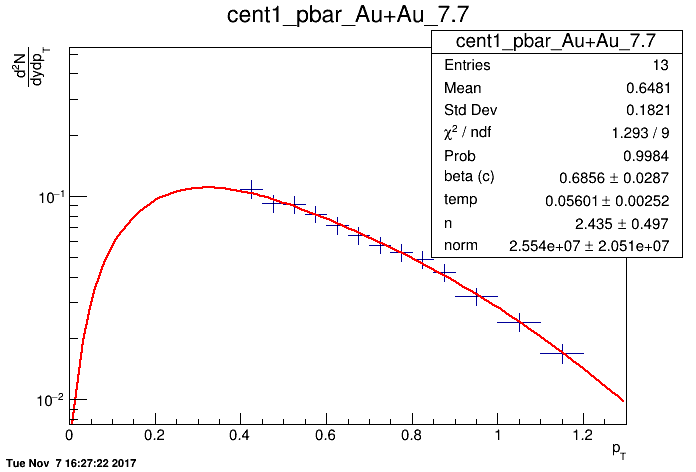 cent1_pbar_Au+Au_7.7
cent1_pbar_Au+Au_7.7
Entries 13
Mean 0.6481
Std Dev 0.1821
χ² / ndf 1.293 / 9
Prob 0.9984
beta (c) 0.6856 ± 0.0287
temp 0.05601 ± 0.00252
n 2.435 ± 0.497
norm 2.554e+07 ± 2.051e+07
d²N
dydp_T
10⁻¹
10⁻²
0 0.2 0.4 0.6 0.8 1 1.2
p_T
Tue Nov 7 16:27:22 2017